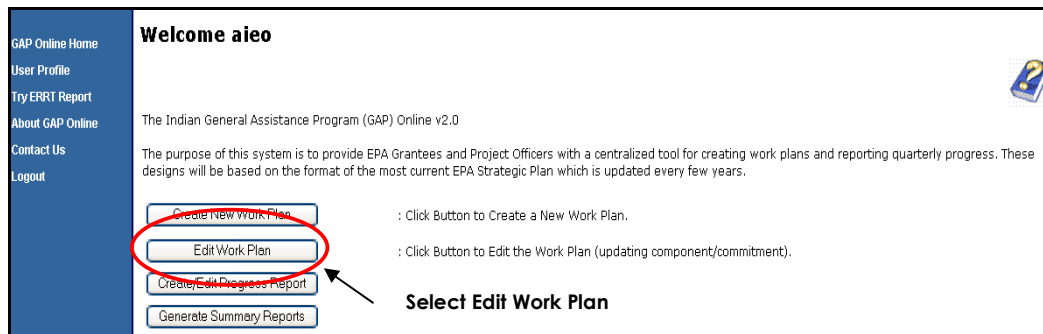 GAP Online Home
User Profile
Try ERRT Report
About GAP Online
Contact Us
Logout
Welcome aieo
The Indian General Assistance Program (GAP) Online v2.0
The purpose of this system is to provide EPA Grantees and Project Officers with a centralized tool for creating work plans and reporting quarterly progress. These
designs will be based on the format of the most current EPA Strategic Plan which is updated every few years.
Create New Work Plan : Click Button to Create a New Work Plan.
Edit Work Plan : Click Button to Edit the Work Plan (updating component/commitment).
Create/Edit Progress Report
Select Edit Work Plan
Generate Summary Reports